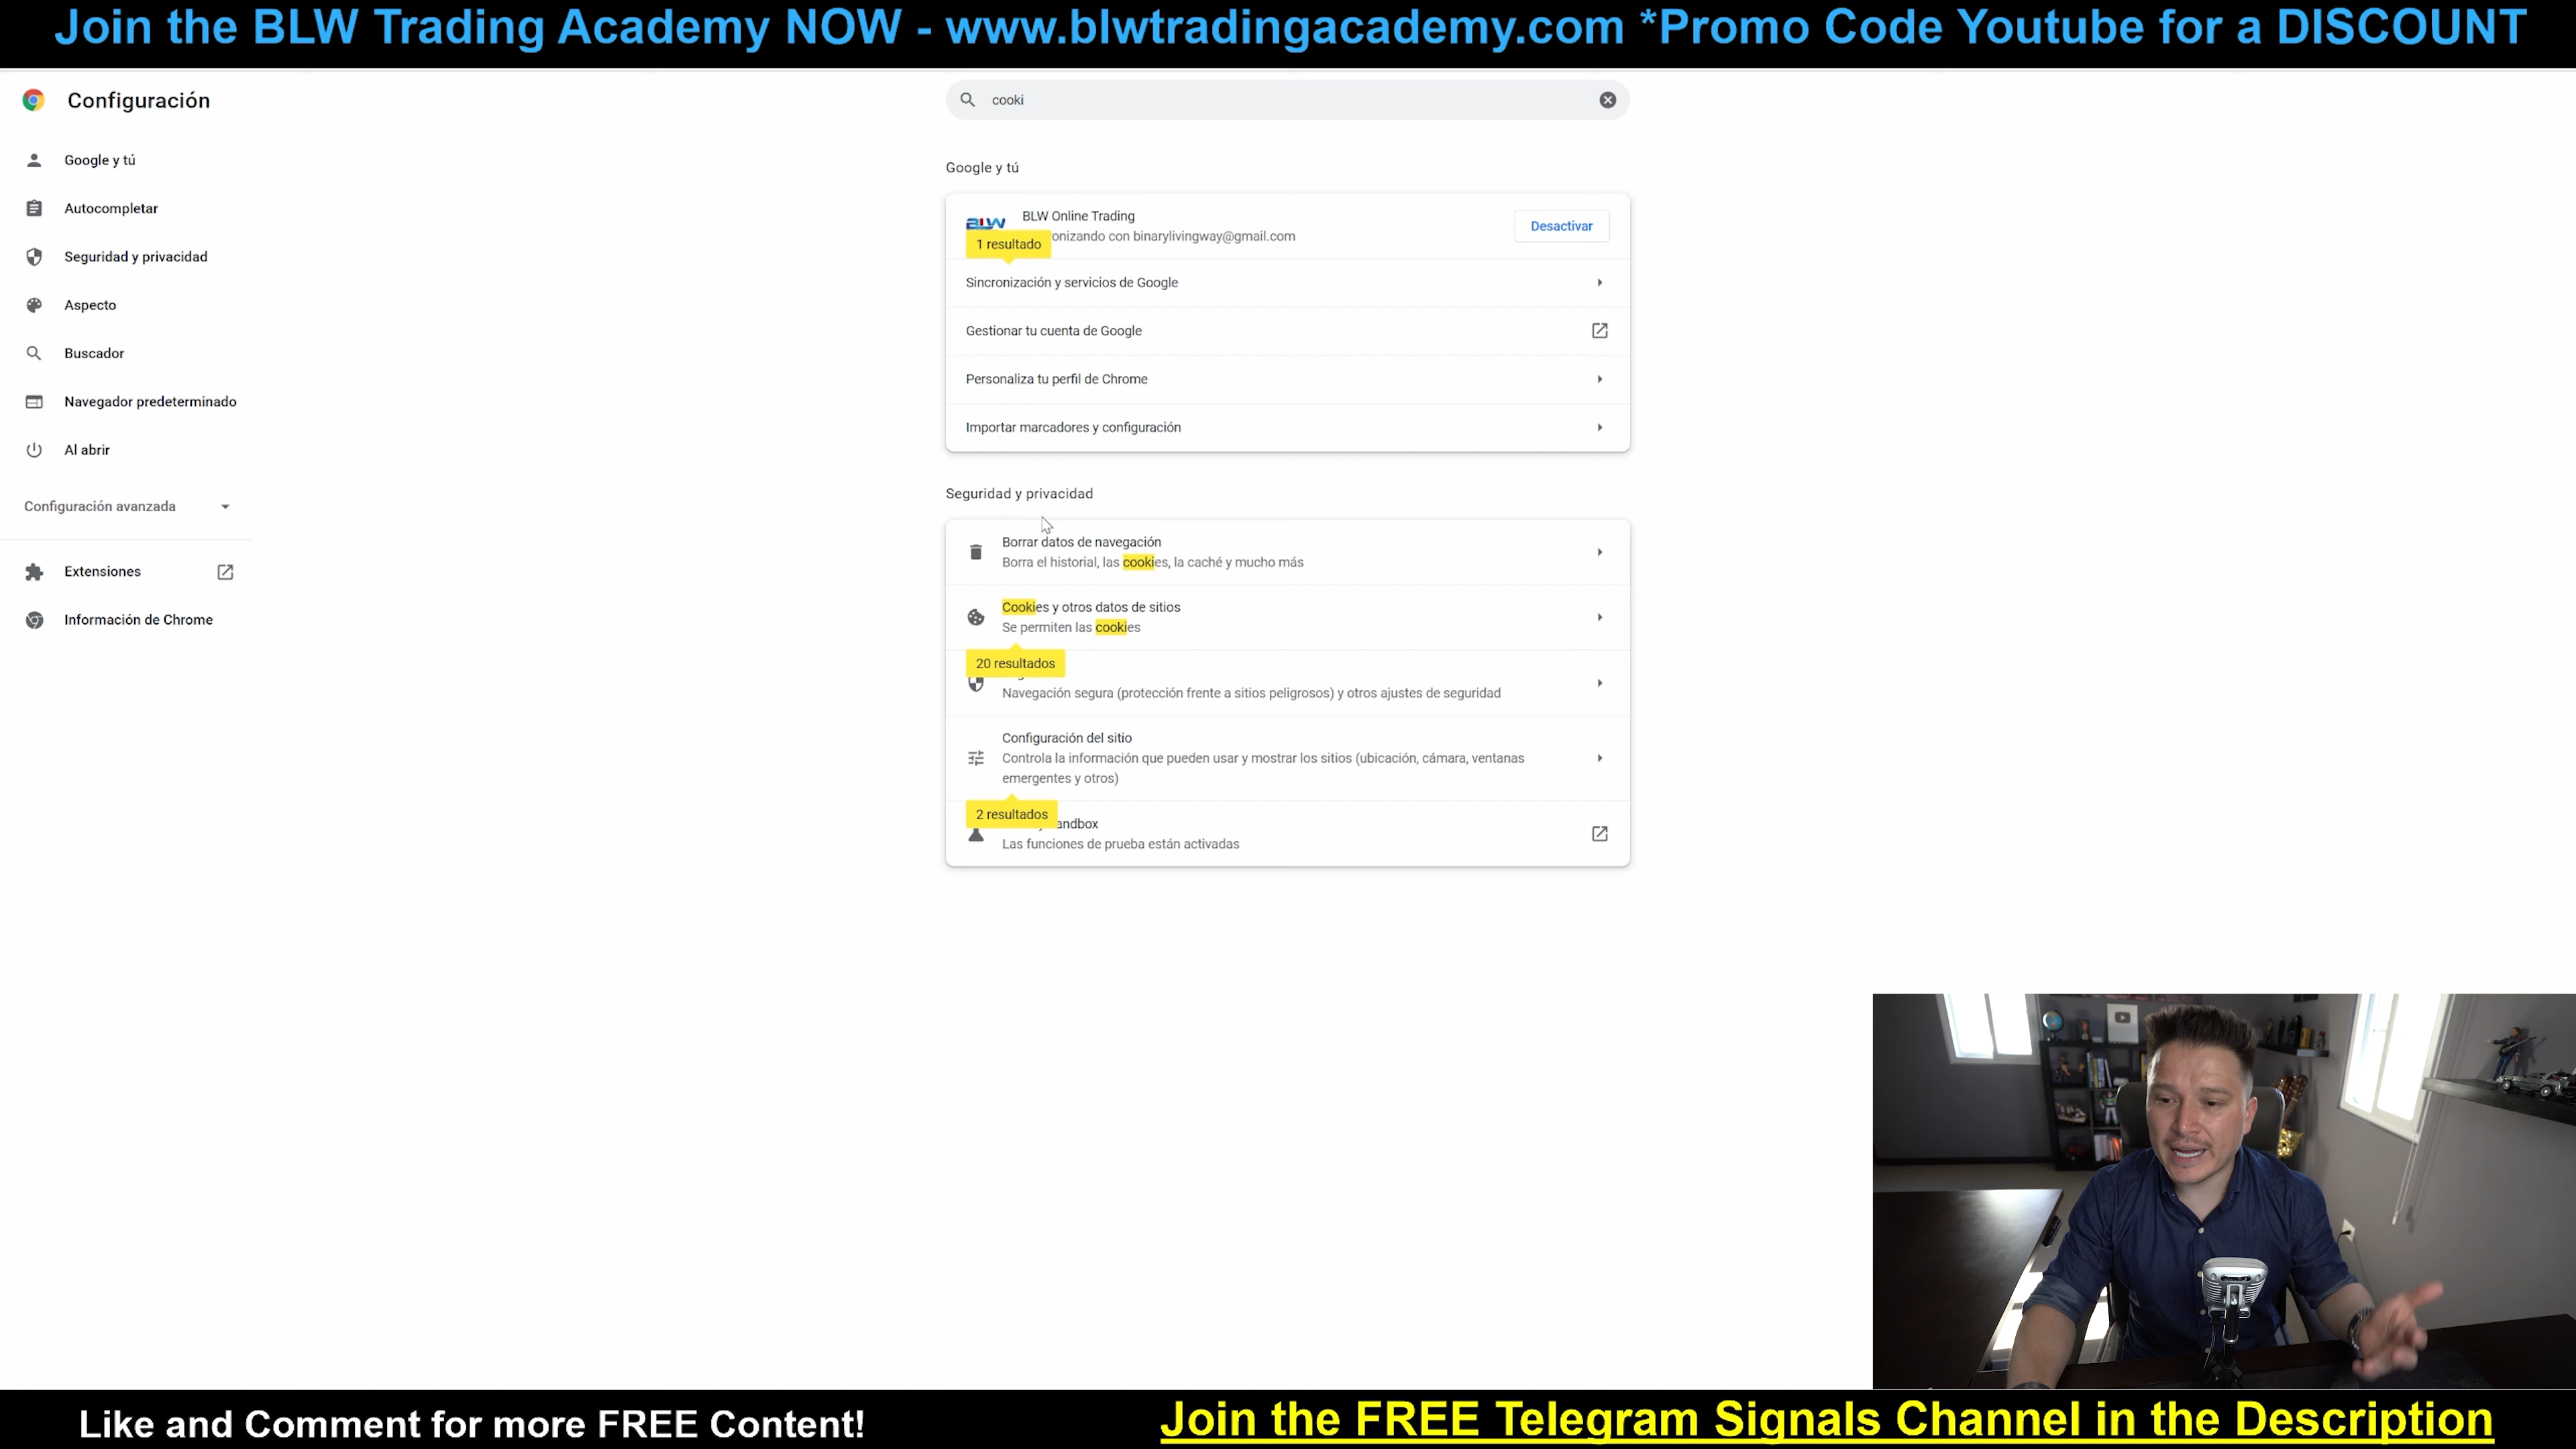 Join the BLW Trading Academy NOW - www.blwtradingacademy.com *Promo Code Youtube for a DISCOUNT
Configuración
cooki
Google y tú
Autocompletar
Seguridad y privacidad
Aspecto
Buscador
Navegador predeterminado
Al abrir
Configuración avanzada
Extensiones
Información de Chrome
Google y tú
BLW
BLW Online Trading
onizando con binarylivingway@gmail.com
Desactivar
1 resultado
Sincronización y servicios de Google
Gestionar tu cuenta de Google
Personaliza tu perfil de Chrome
Importar marcadores y configuración
Seguridad y privacidad
Borrar datos de navegación
Borra el historial, las cookies, la caché y mucho más
Cookies y otros datos de sitios
Se permiten las cookies
20 resultados
Navegación segura (protección frente a sitios peligrosos) y otros ajustes de seguridad
Configuración del sitio
Controla la información que pueden usar y mostrar los sitios (ubicación, cámara, ventanas
emergentes y otros)
2 resultados
andbox
Las funciones de prueba están activadas
Like and Comment for more FREE Content!
Join the FREE Telegram Signals Channel in the Description